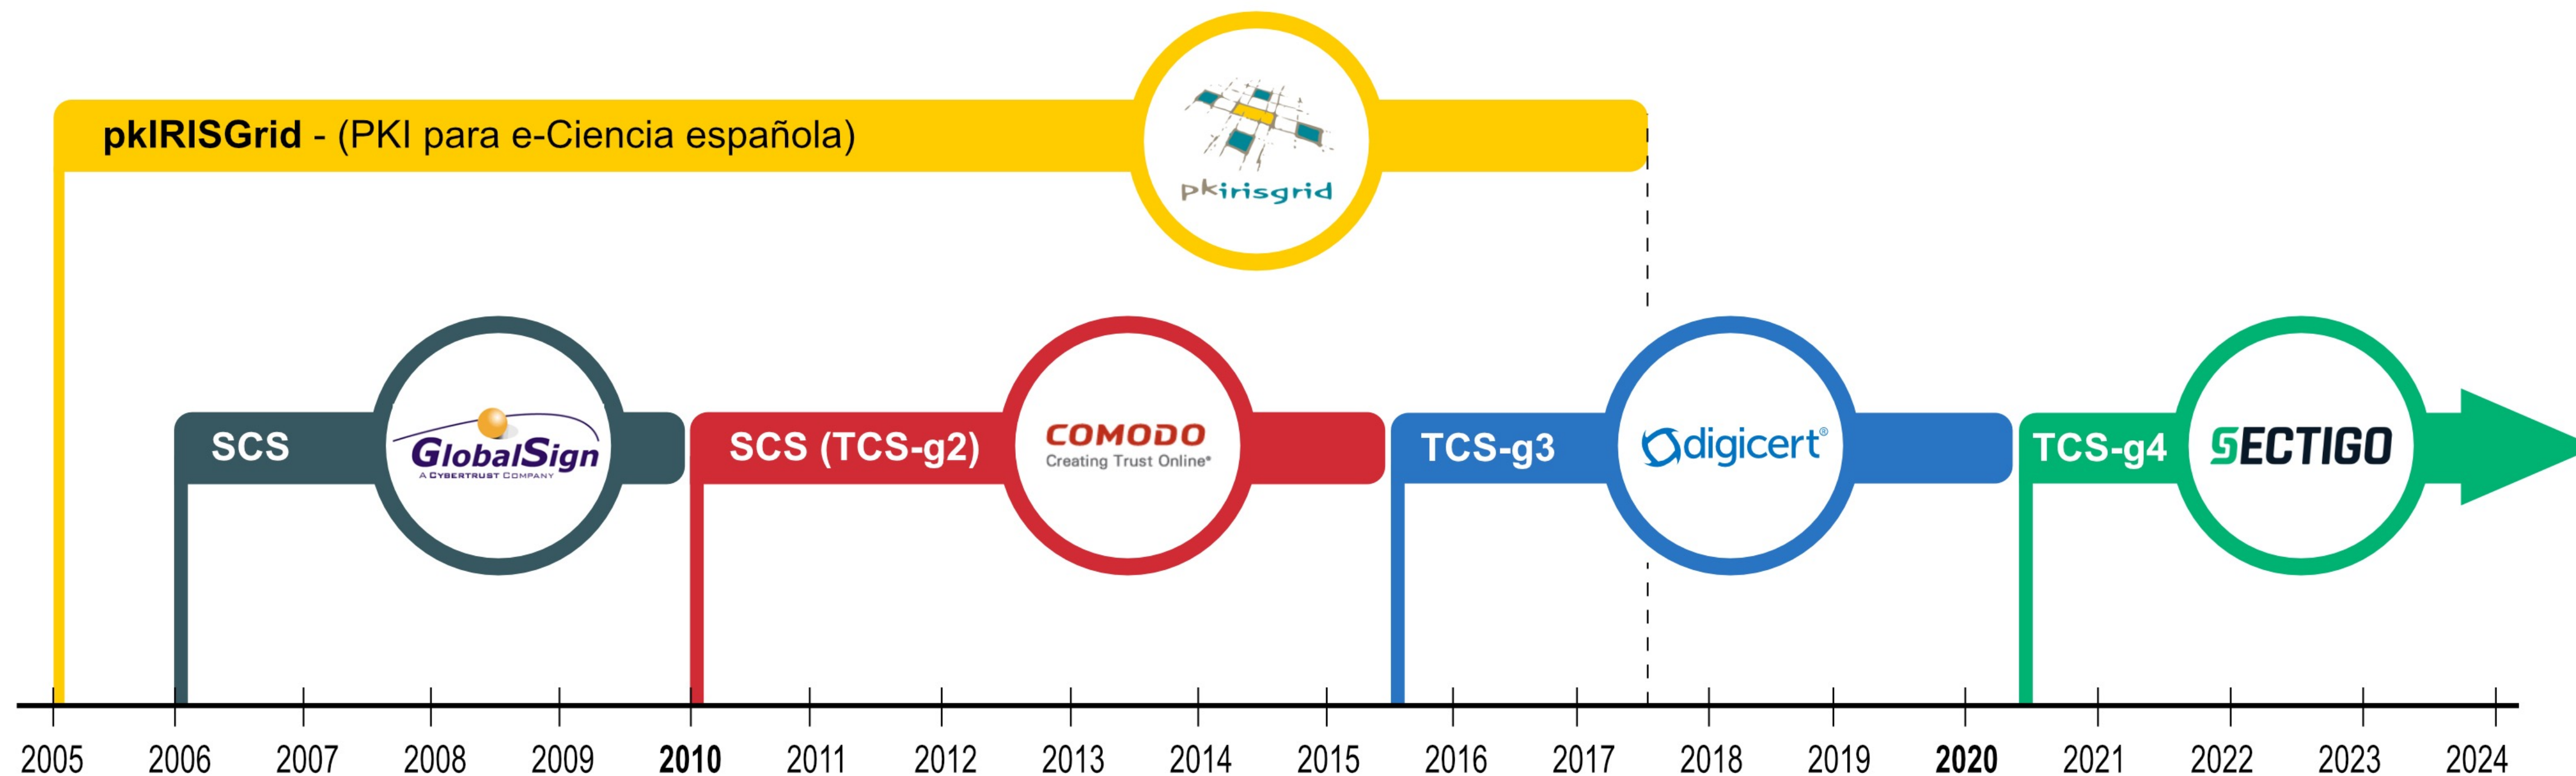 pkIRISGrid - (PKI para e-Ciencia española)
pkirisgrid
SCS
GlobalSign
A CYBERTRUST COMPANY
SCS (TCS-g2)
COMODO
Creating Trust Online®
TCS-g3
digicert®
TCS-g4
SECTIGO
2005 2006 2007 2008 2009 2010 2011 2012 2013 2014 2015 2016 2017 2018 2019 2020 2021 2022 2023 2024